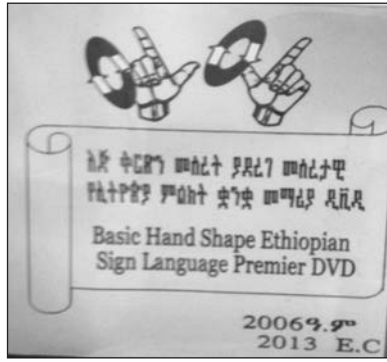 እጅ ቅርጽን መሰረት ያደረገ መሰረታዊ
የኢትዮጵያ ምልክት ቋንቋ መማሪያ ዲቪዲ
Basic Hand Shape Ethiopian
Sign Language Premier DVD
2006ዓ.ም
2013 E.C